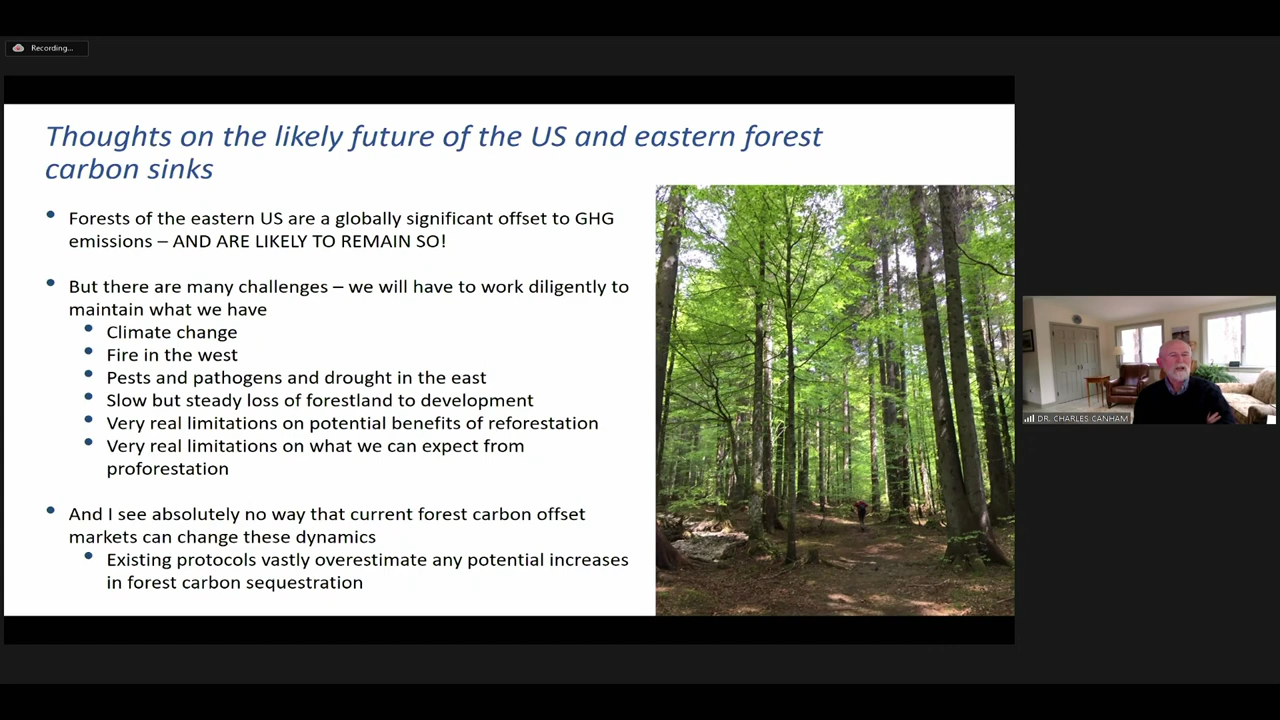 Recording...
Thoughts on the likely future of the US and eastern forest
carbon sinks
• Forests of the eastern US are a globally significant offset to GHG
emissions – AND ARE LIKELY TO REMAIN SO!
• But there are many challenges – we will have to work diligently to
maintain what we have
• Climate change
• Fire in the west
• Pests and pathogens and drought in the east
• Slow but steady loss of forestland to development
• Very real limitations on potential benefits of reforestation
• Very real limitations on what we can expect from
proforestation
• And I see absolutely no way that current forest carbon offset
markets can change these dynamics
• Existing protocols vastly overestimate any potential increases
in forest carbon sequestration
DR. CHARLES CANHAM